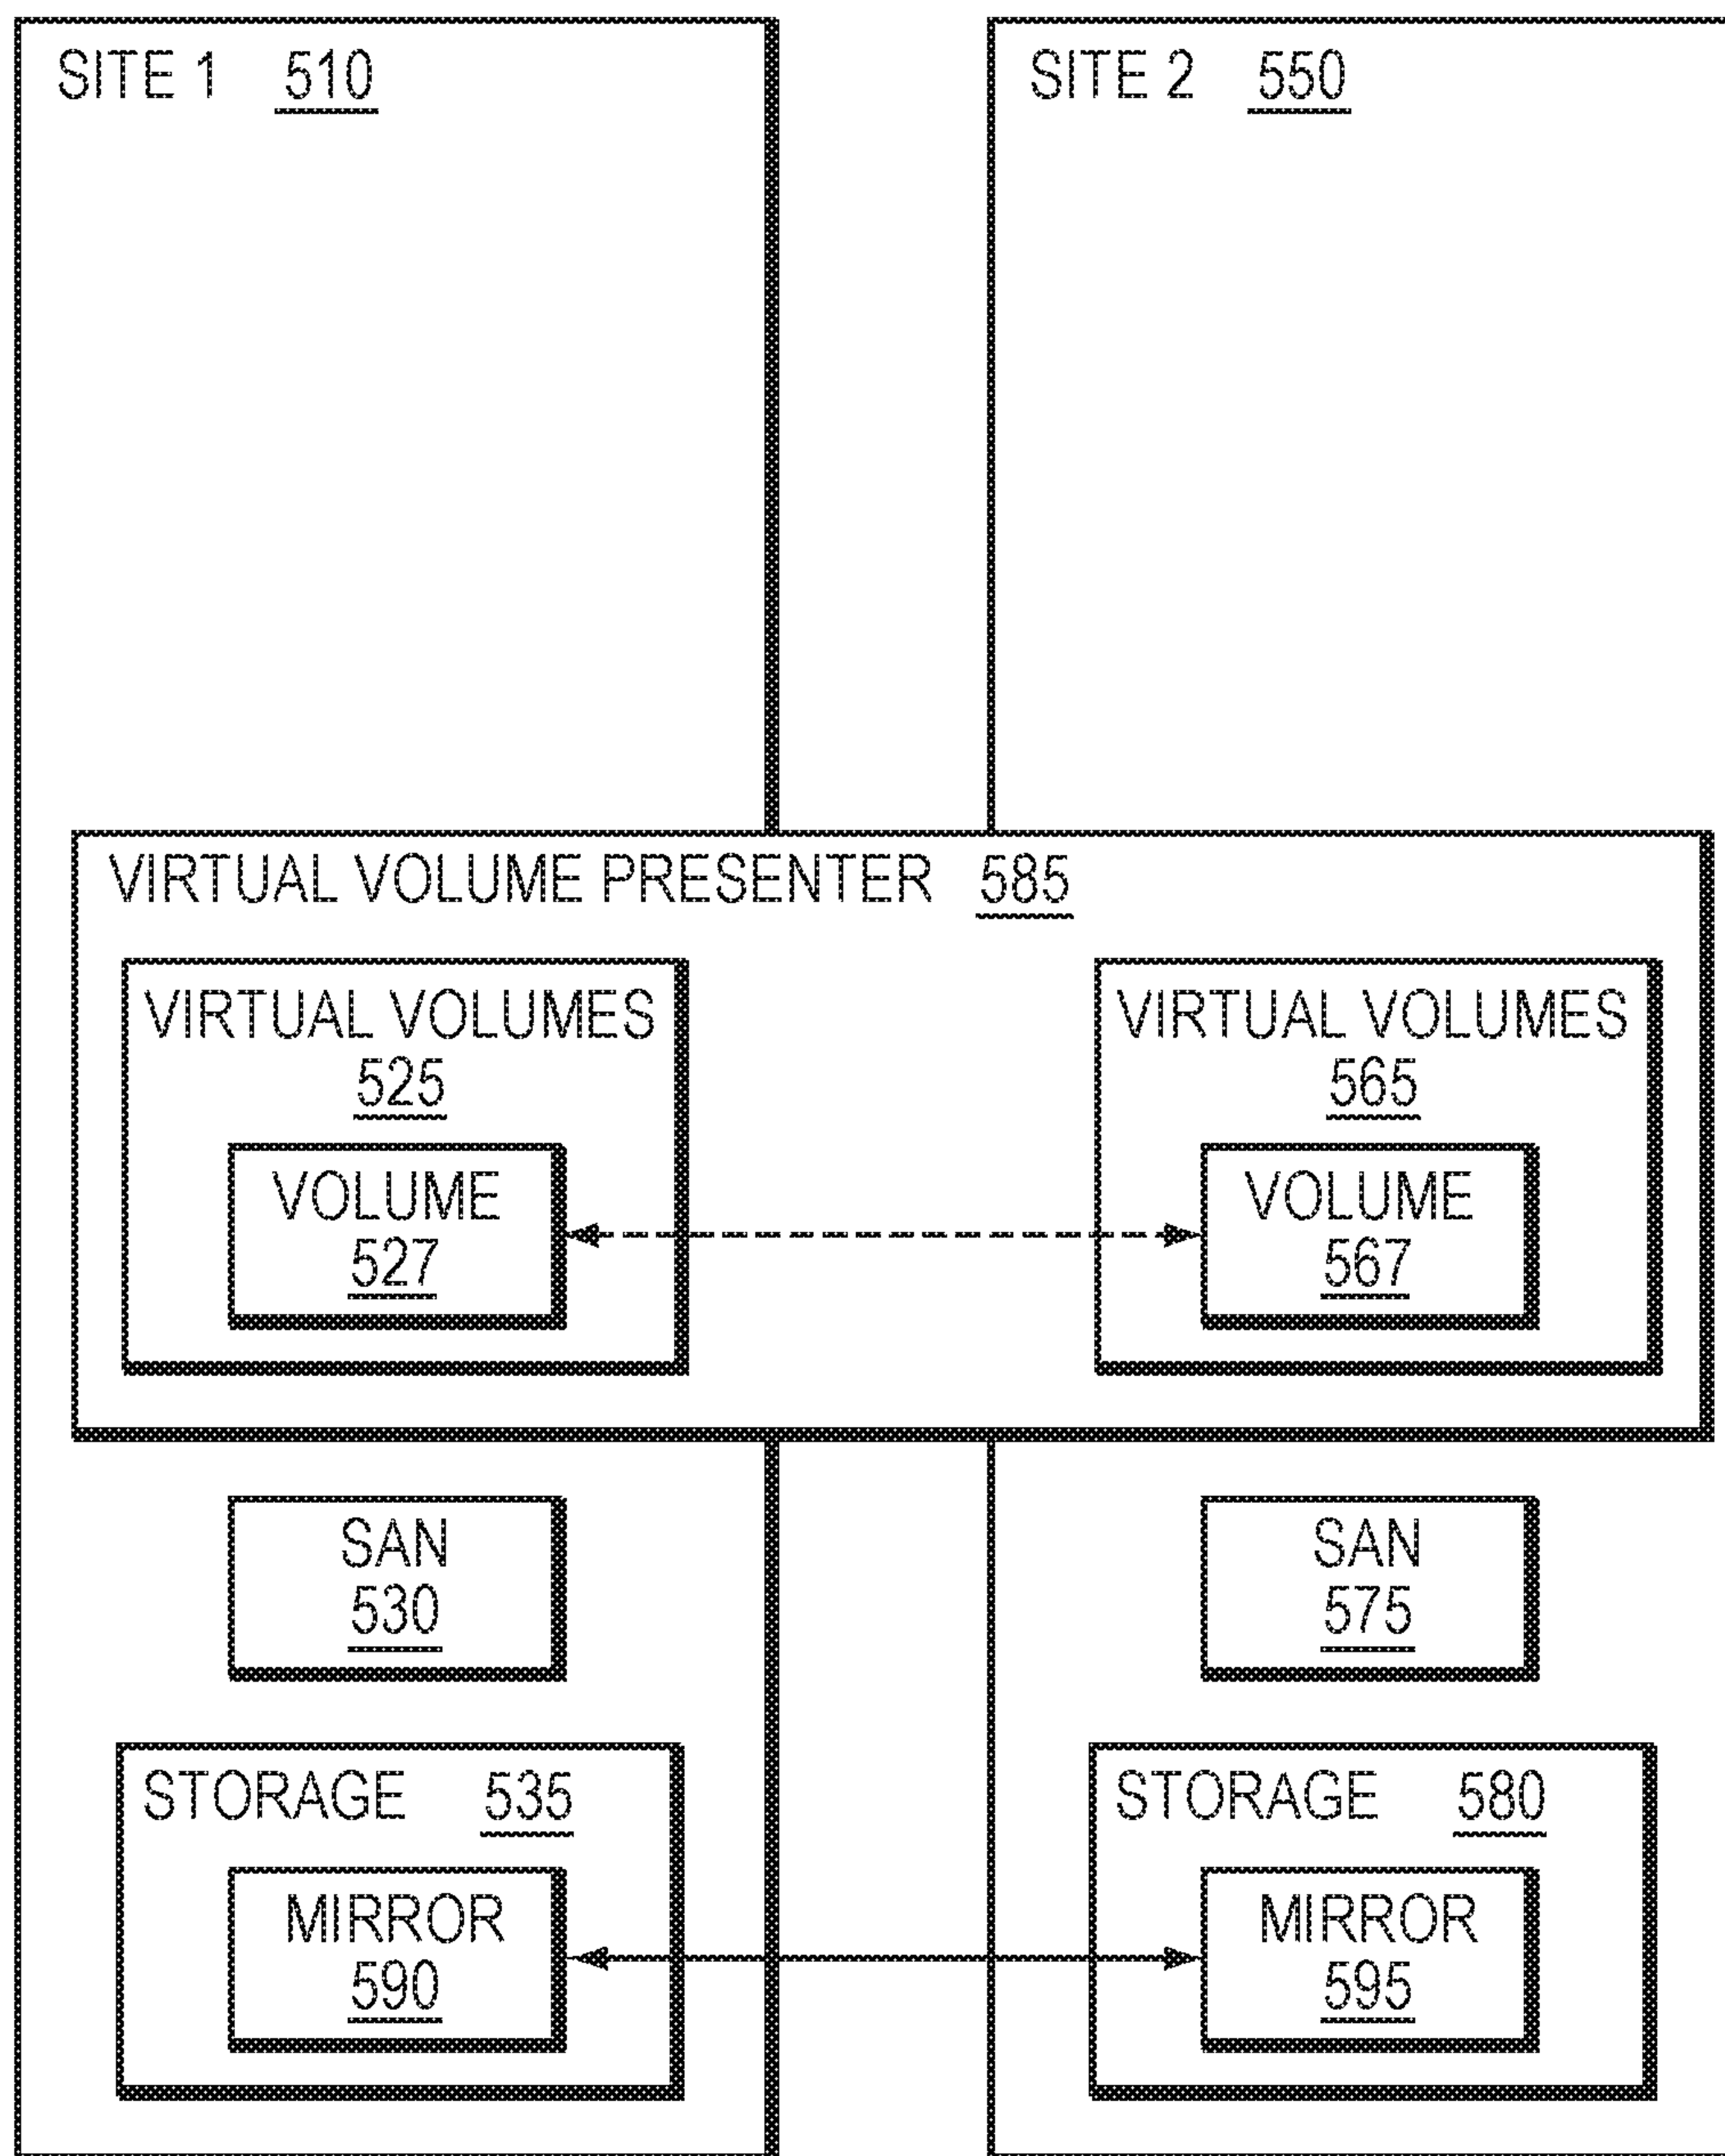 SITE 1 510
SITE 2 550
VIRTUAL VOLUME PRESENTER 585
VIRTUAL VOLUMES
525
VOLUME
527
VIRTUAL VOLUMES
565
VOLUME
567
SAN
530
SAN
575
STORAGE 535
MIRROR
590
STORAGE 580
MIRROR
595